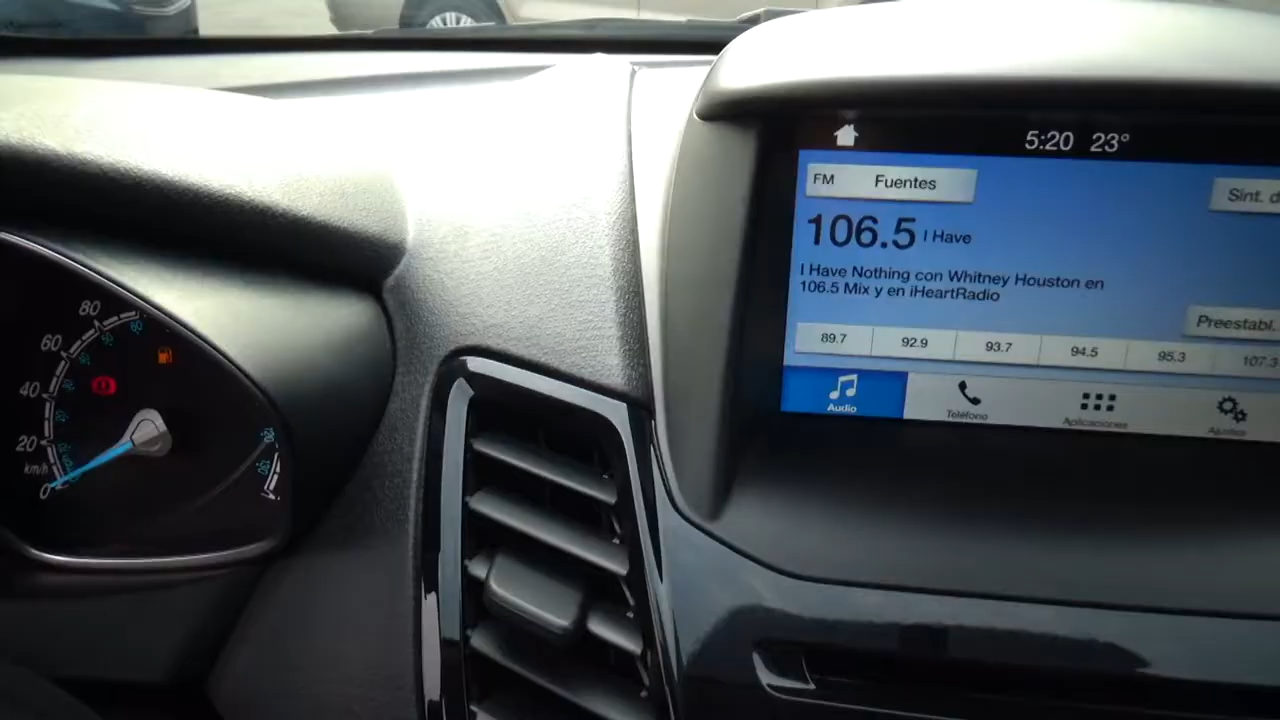 5:20 23°
FM Fuentes
Sint. d
106.5 I Have
I Have Nothing con Whitney Houston en
106.5 Mix y en iHeartRadio
Preestabl.
89.7 92.9 93.7 94.5 95.3 107.3
Audio Teléfono Aplicaciones Ajustes
80
60
40
20
km/h
0
120